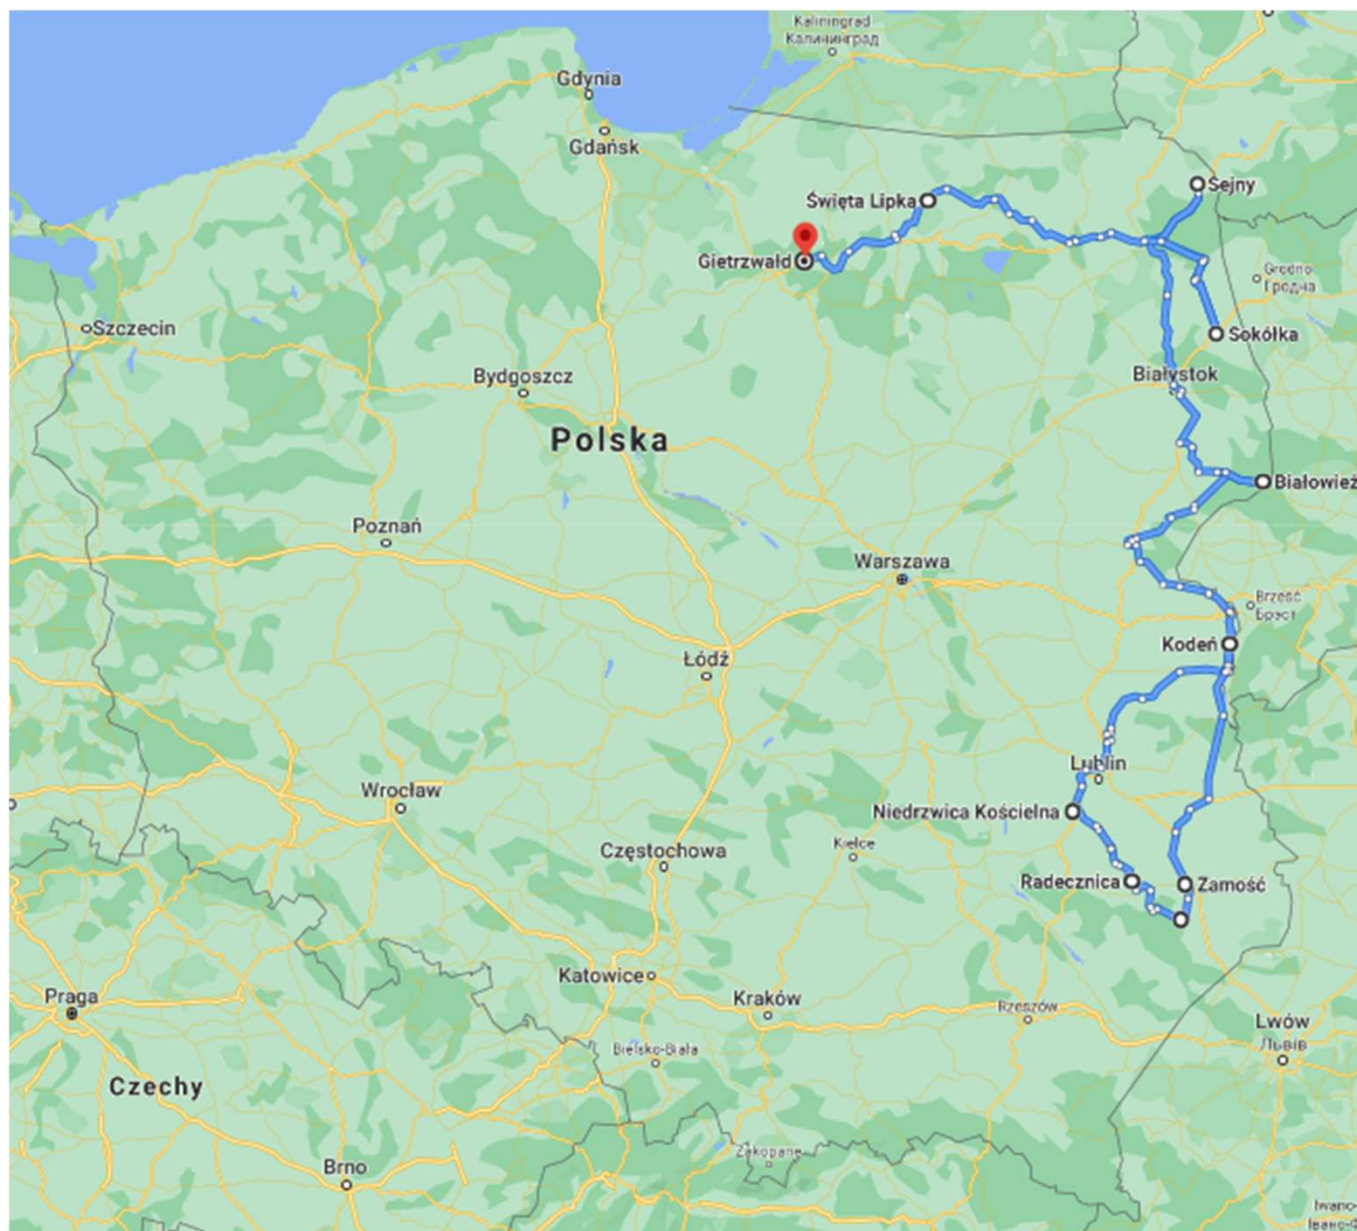 Kaliningrad
Калининград
Gdynia
Gdańsk
Sejny
Święta Lipka
Gietrzwałd
Grodno
Гродна
Szczecin
Sokółka
Białystok
Bydgoszcz
Polska
Białowież
Poznań
Warszawa
Brześć
Брэст
Kodeń
Łódź
Lublin
Wrocław
Niedrzwica Kościelna
Częstochowa
Kielce
Radecznica
Zamość
Katowice
Praga
Kraków
Rzeszów
Lwów
Львів
Bielsko-Biała
Czechy
Zakopane
Brno
Iwano-